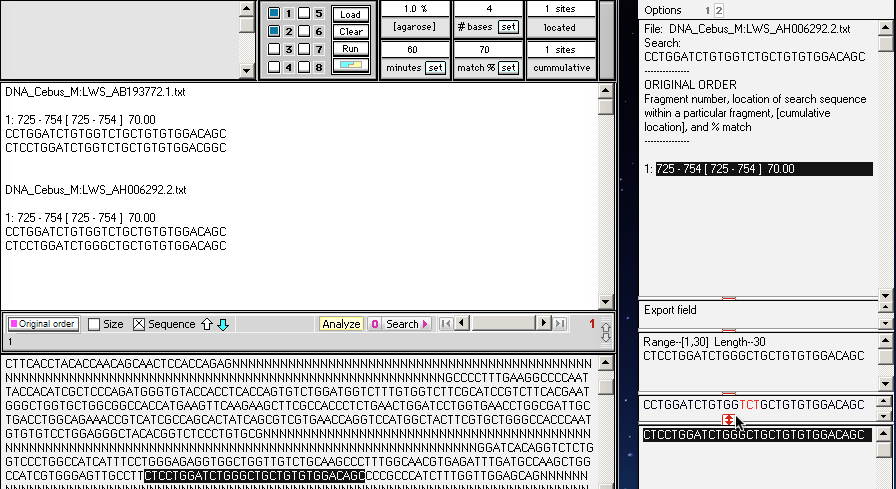 1 5
2 6
3 7
4 8
Load
Clear
Run
1.0 %
[agarose]
60
minutes set
4
# bases set
70
match % set
1 sites
located
1 sites
cummulative
DNA_Cebus_M:LWS_AB193772.1.txt
1: 725 - 754 [ 725 - 754 ] 70.00
CCTGGATCTGTGGTCTGCTGTGTGGACAGC
CTCCTGGATCTGGTCTGCTGTGTGGACGGC
DNA_Cebus_M:LWS_AH006292.2.txt
1: 725 - 754 [ 725 - 754 ] 70.00
CCTGGATCTGTGGTCTGCTGTGTGGACAGC
CTCCTGGATCTGGGCTGCTGTGTGGACAGC
Original order Size Sequence Analyze 0 Search 1
1
CTTCACCTACACCAACAGCAACTCCACCAGAGNNNNNNNNNNNNNNNNNNNNNNNNNNNNNNNNNNNNNNNN
NNNNNNNNNNNNNNNNNNNNNNNNNNNNNNNNNNNNNNNNNNNNNNNGCCCCTTTGAAGGCCCCAAT
TACCACATCGCTCCCAGATGGGTGTACCACCTCACCAGTGTCTGGATGGTCTTTGTGGTCTTCGCATCCGTCTTCACGAAT
GGGCTGGTGCTGGCGGCCACCATGAAGTTCAAGAAGCTTCGCCACCCTCTGAACTGGATCCTGGTGAACCTGGCGATTGC
TGACCTGGCAGAAACCGTCATCGCCAGCACTATCAGCGTCGTGAACCAGGTCCATGGCTACTTCGTGCTGGGCCACCCAAT
GTGTGTCCTGGAGGGCTACACGGTCTCCCTGTGCGNNNNNNNNNNNNNNNNNNNNNNNNNNNNNNNNNNNN
NNNNNNNNNNNNNNNNNNNNNNNNNNNNNNNNNNNNNNNNNNNNNNNNNGGATCACAGGTCTCTG
GTCCCTGGCCATCATTTCCTGGGAGAGGTGGCTGGTTGTCTGCAAGCCCTTTGGCAACGTGAGATTTGATGCCAAGCTGG
CCATCGTGGGAGTTGCCTTCTCCTGGATCTGGGCTGCTGTGTGGACAGCCCCGCCCATCTTTGGTTGGAGCAGNNNNNN
Options 1 2
File: DNA_Cebus_M:LWS_AH006292.2.txt
Search:
CCTGGATCTGTGGTCTGCTGTGTGGACAGC
---------------
ORIGINAL ORDER
Fragment number, location of search sequence
within a particular fragment, [cumulative
location], and % match
---------------
1: 725 - 754 [ 725 - 754 ] 70.00
Export field
Range--[1,30] Length--30
CTCCTGGATCTGGGCTGCTGTGTGGACAGC
CCTGGATCTGTGGTCTGCTGTGTGGACAGC
CTCCTGGATCTGGGCTGCTGTGTGGACAGC